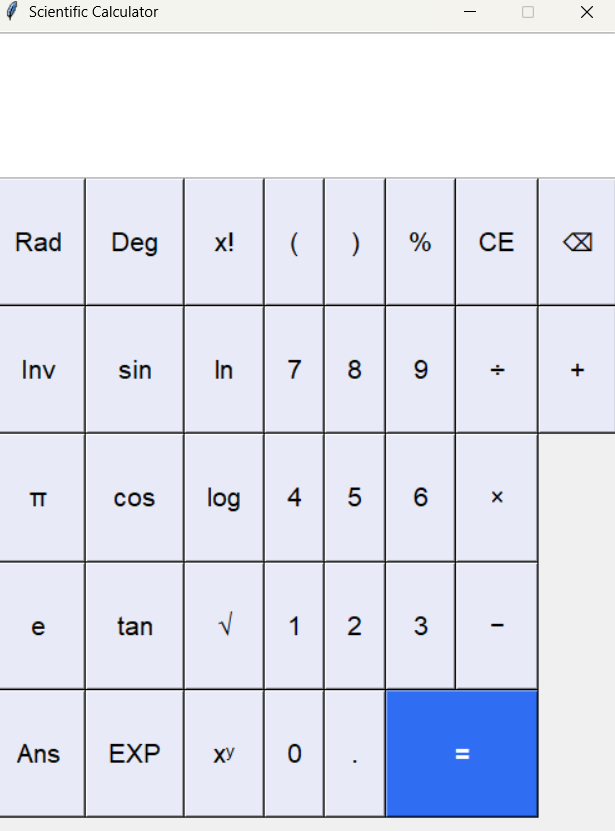 Scientific Calculator
Rad Deg x! ( ) % CE ⌫
Inv sin ln 7 8 9 ÷ +
π cos log 4 5 6 ×
e tan √ 1 2 3 −
Ans EXP xʸ 0 . =